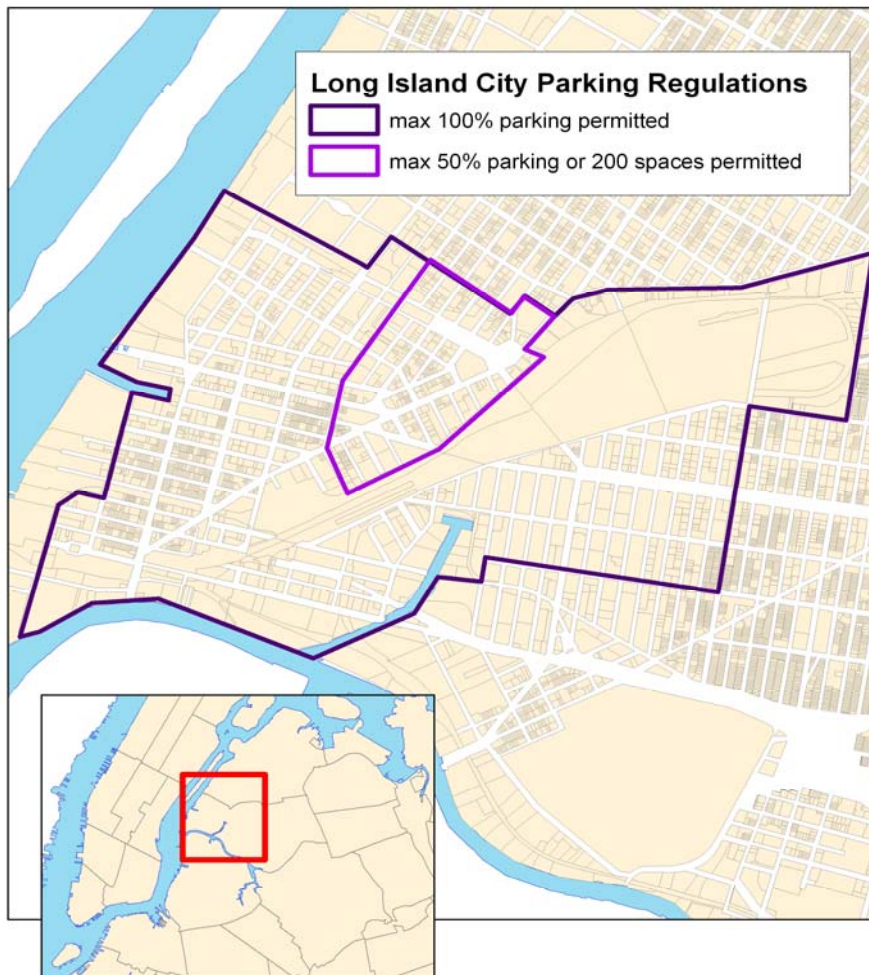 Long Island City Parking Regulations
max 100% parking permitted
max 50% parking or 200 spaces permitted